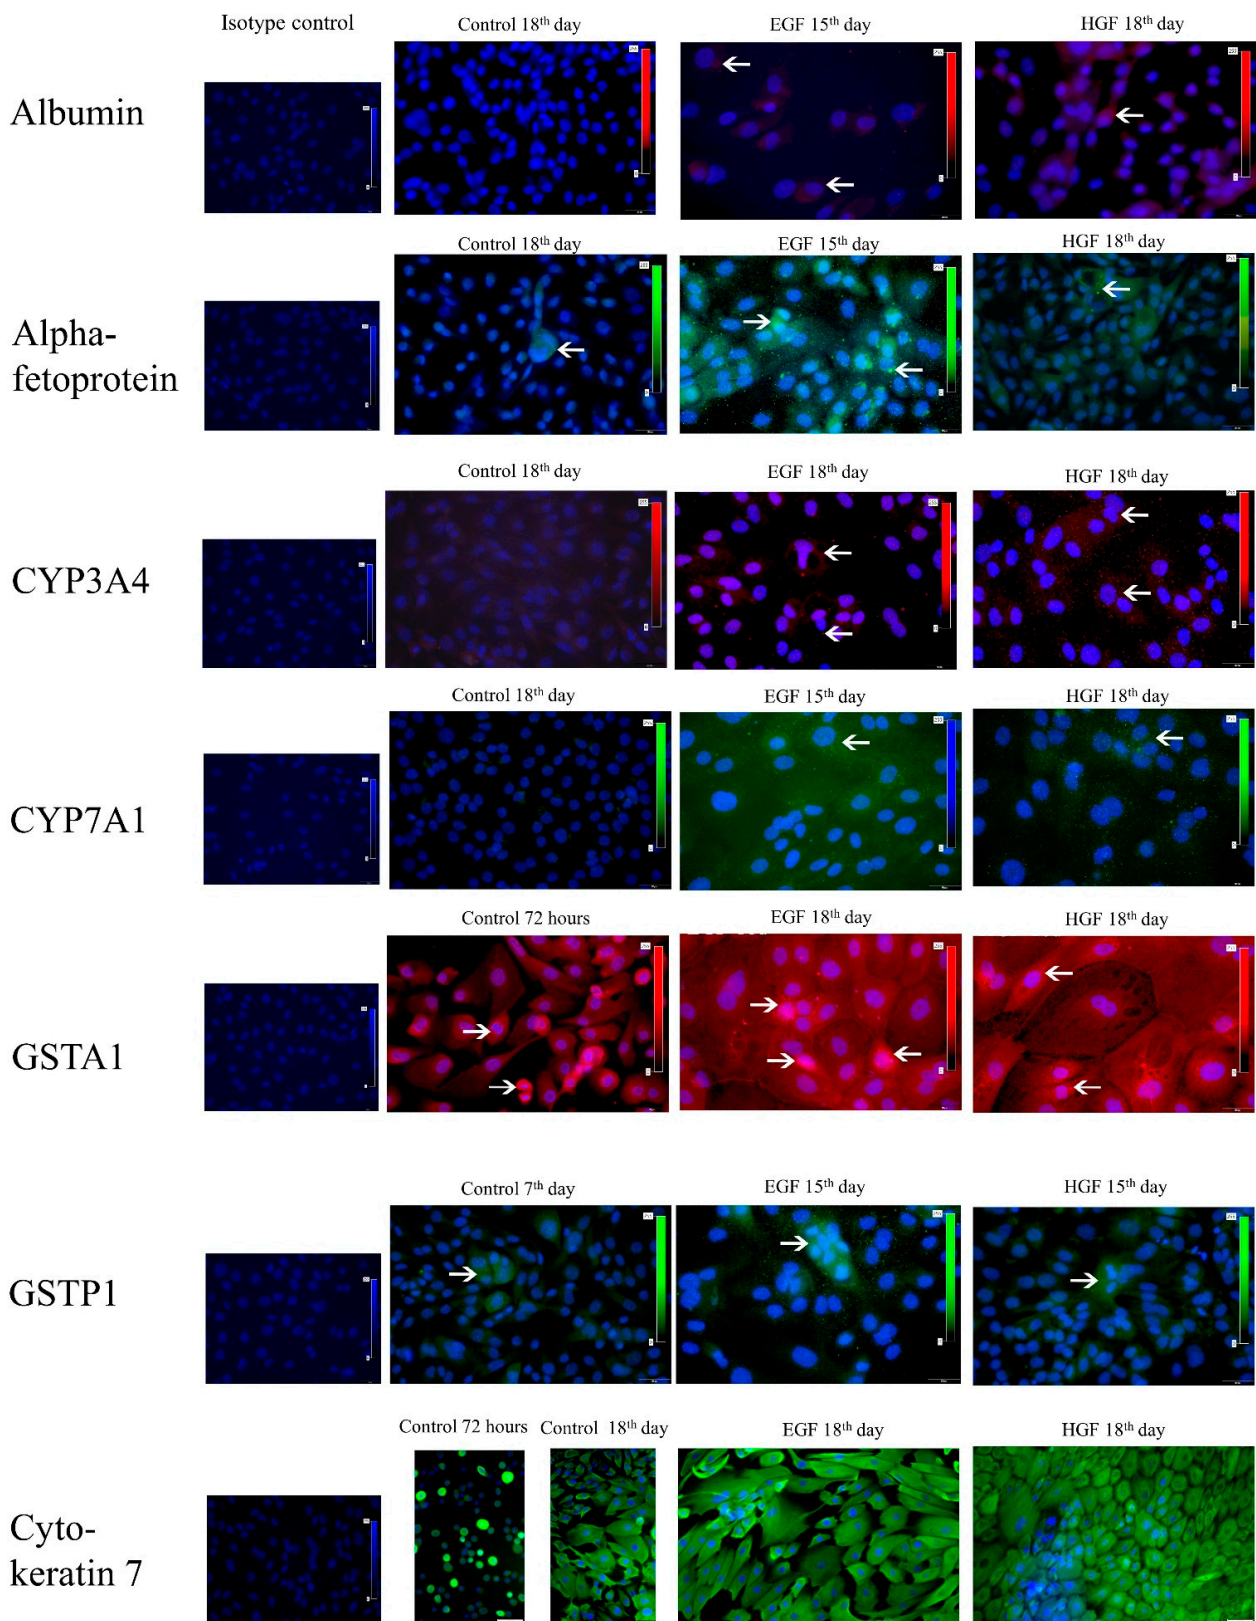 Isotype control
Control 18th day
EGF 15th day
HGF 18th day
Albumin
Control 18th day
EGF 15th day
HGF 18th day
Alpha-
fetoprotein
Control 18th day
EGF 18th day
HGF 18th day
CYP3A4
Control 18th day
EGF 15th day
HGF 18th day
CYP7A1
Control 72 hours
EGF 18th day
HGF 18th day
GSTA1
Control 7th day
EGF 15th day
HGF 15th day
GSTP1
Control 72 hours
Control 18th day
EGF 18th day
HGF 18th day
Cyto-
keratin 7